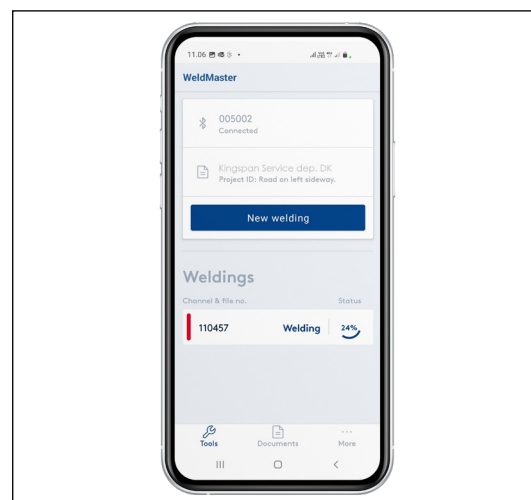 11.06
WeldMaster
005002
Connected
Kingspan Service dep. DK
Project ID: Road on left sideway.
New welding
Weldings
Channel & file no. Status
110457 Welding 24%
Tools Documents More